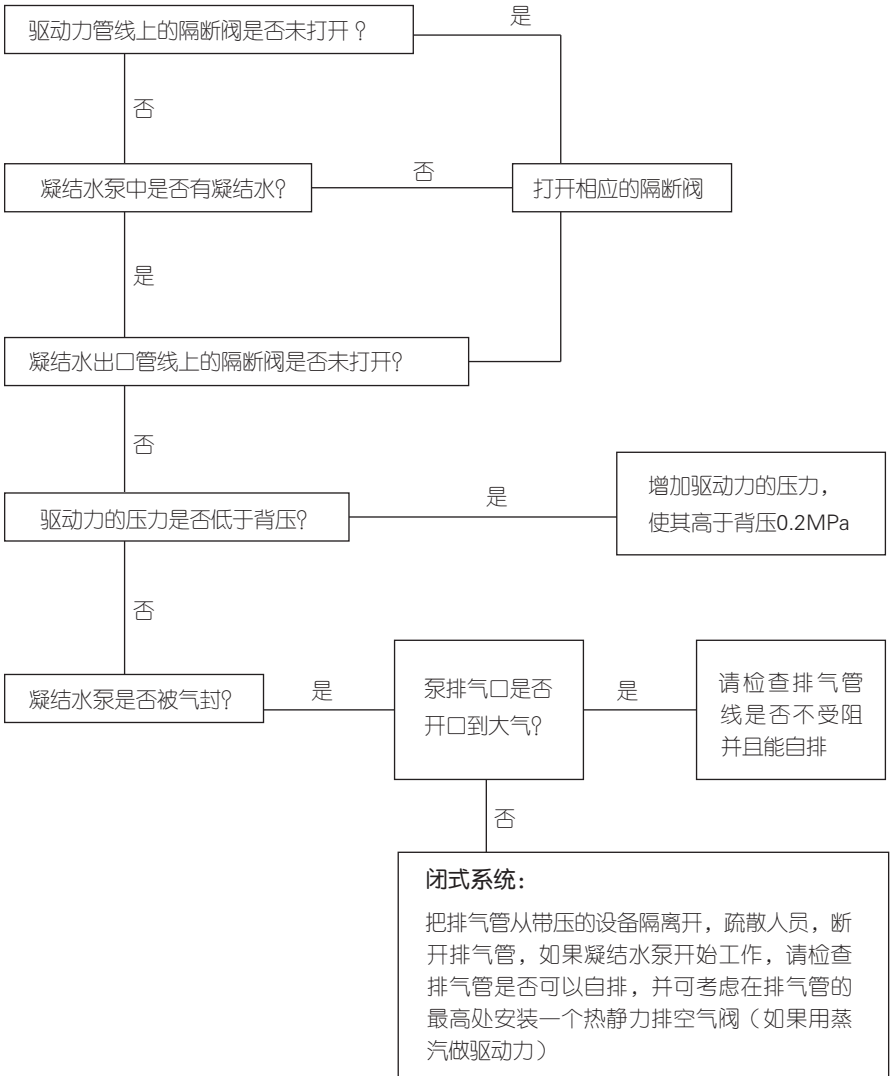 驱动力管线上的隔断阀是否未打开？
是
否
凝结水泵中是否有凝结水？
否
打开相应的隔断阀
是
凝结水出口管线上的隔断阀是否未打开？
否
驱动力的压力是否低于背压？
是
增加驱动力的压力，
使其高于背压0.2MPa
否
凝结水泵是否被气封？
是
泵排气口是否
开口到大气？
是
请检查排气管
线是否不受阻
并且能自排
否
闭式系统：
把排气管从带压的设备隔离开，疏散人员，断
开排气管，如果凝结水泵开始工作，请检查
排气管是否可以自排，并可考虑在排气管的
最高处安装一个热静力排空气阀（如果用蒸
汽做驱动力）